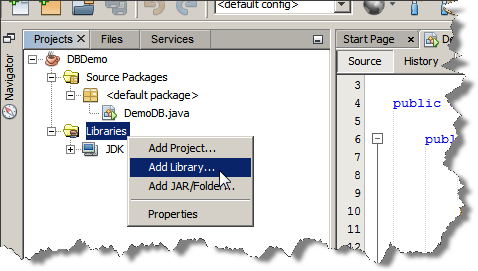 <default config>
Projects
Files
Services
Start Page
Navigator
DBDemo
Source Packages
<default package>
DemoDB.java
Libraries
JDK
Add Project...
Add Library...
Add JAR/Folder...
Properties
Source
History
3
4 public
5
6 pub
7
8
9
10
11
12